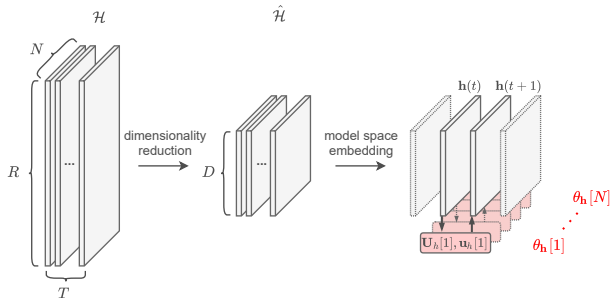 𝓗
𝓗̂
N
h(t)
h(t + 1)
R
...
dimensionality
reduction
D
...
model space
embedding
T
U_h[1], u_h[1]
θ_h[N]
θ_h[1]